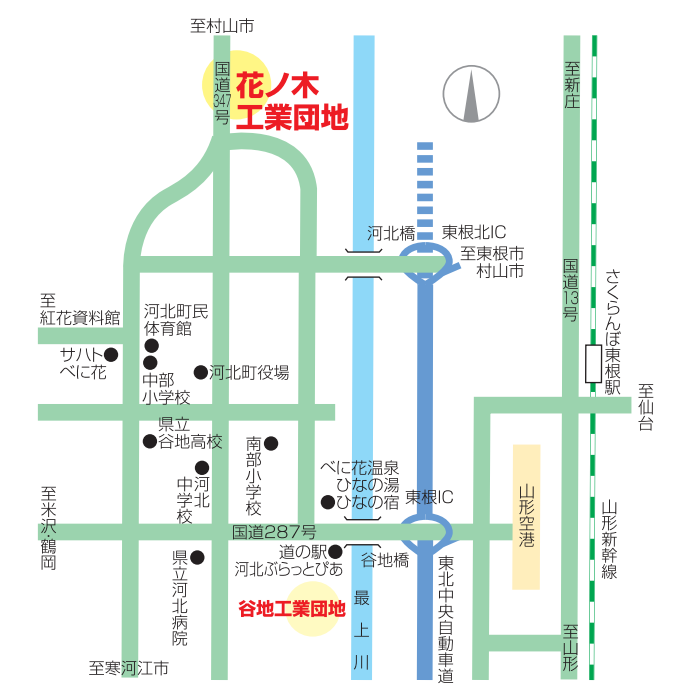 至村山市
国道347号
花ノ木
工業団地
至新庄
河北橋
東根北IC
至東根市
村山市
国道13号
さくらんぼ東根駅
至
紅花資料館
河北町民
体育館
サハト
べに花
中部
小学校
河北町役場
至仙台
県立
谷地高校
南部小学校
河北
中学校
べに花温泉
ひなの湯
ひなの宿
東根IC
至米沢・鶴岡
国道287号
山形空港
山形新幹線
道の駅
河北ぶらっとぴあ
谷地橋
県立河北病院
東北中央自動車道
谷地工業団地
最上川
至山形
至寒河江市